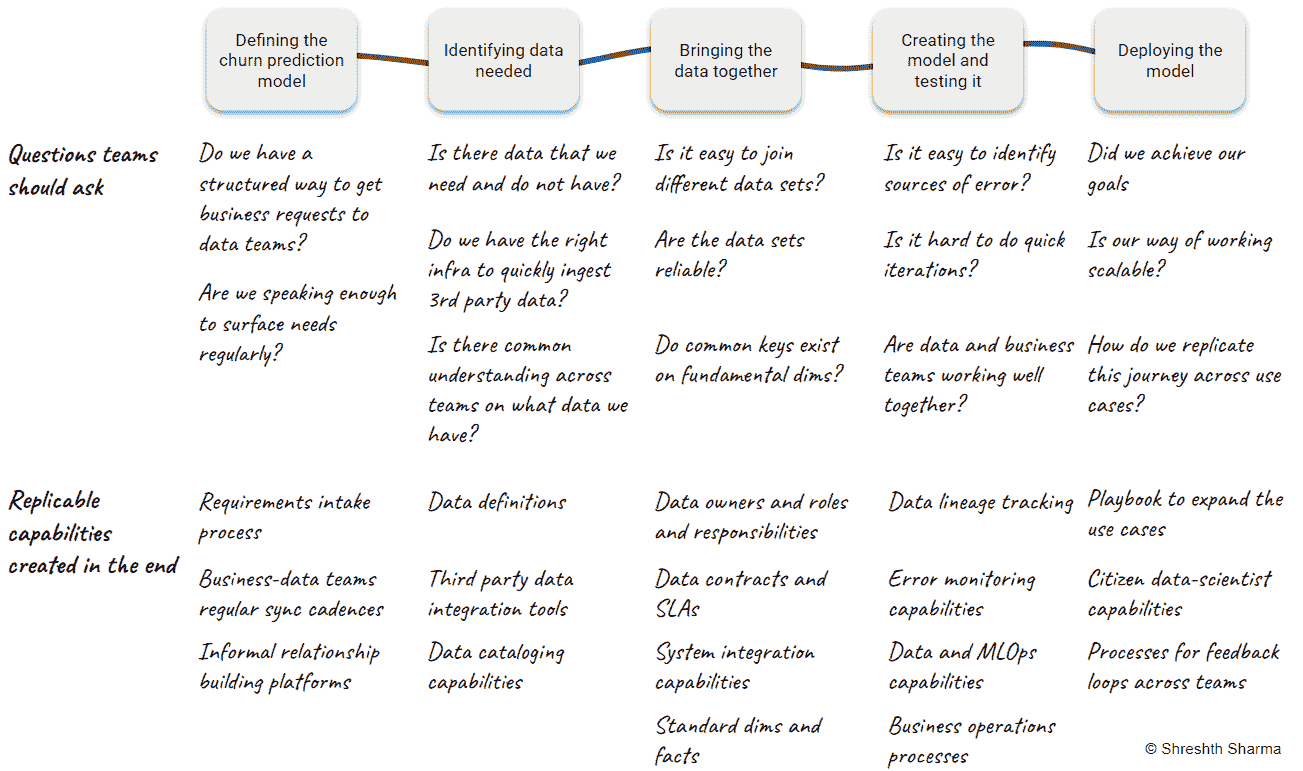 Defining the
churn prediction
model
Identifying data
needed
Bringing the
data together
Creating the
model and
testing it
Deploying the
model
Questions teams
should ask
Do we have a
structured way to get
business requests to
data teams?
Are we speaking enough
to surface needs
regularly?
Is there data that we
need and do not have?
Do we have the right
infra to quickly ingest
3rd party data?
Is there common
understanding across
teams on what data we
have?
Is it easy to join
different data sets?
Are the data sets
reliable?
Do common keys exist
on fundamental dims?
Is it easy to identify
sources of error?
Is it hard to do quick
iterations?
Are data and business
teams working well
together?
Did we achieve our
goals
Is our way of working
scalable?
How do we replicate
this journey across use
cases?
Replicable
capabilities
created in the end
Requirements intake
process
Business-data teams
regular sync cadences
Informal relationship
building platforms
Data definitions
Third party data
integration tools
Data cataloging
capabilities
Data owners and roles
and responsibilities
Data contracts and
SLAs
System integration
capabilities
Standard dims and
facts
Data lineage tracking
Error monitoring
capabilities
Data and MLOps
capabilities
Business operations
processes
Playbook to expand the
use cases
Citizen data-scientist
capabilities
Processes for feedback
loops across teams
© Shreshth Sharma